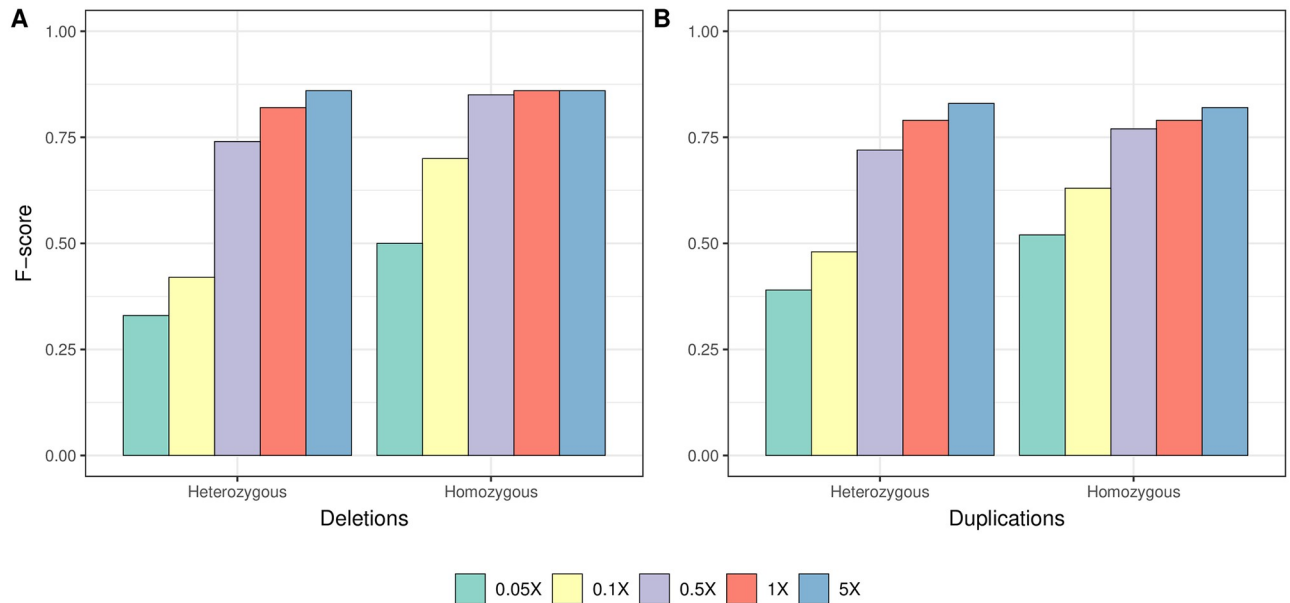 A
B
F−score
1.00
0.75
0.50
0.25
0.00
Heterozygous Homozygous
Deletions
1.00
0.75
0.50
0.25
0.00
Heterozygous Homozygous
Duplications
0.05X 0.1X 0.5X 1X 5X